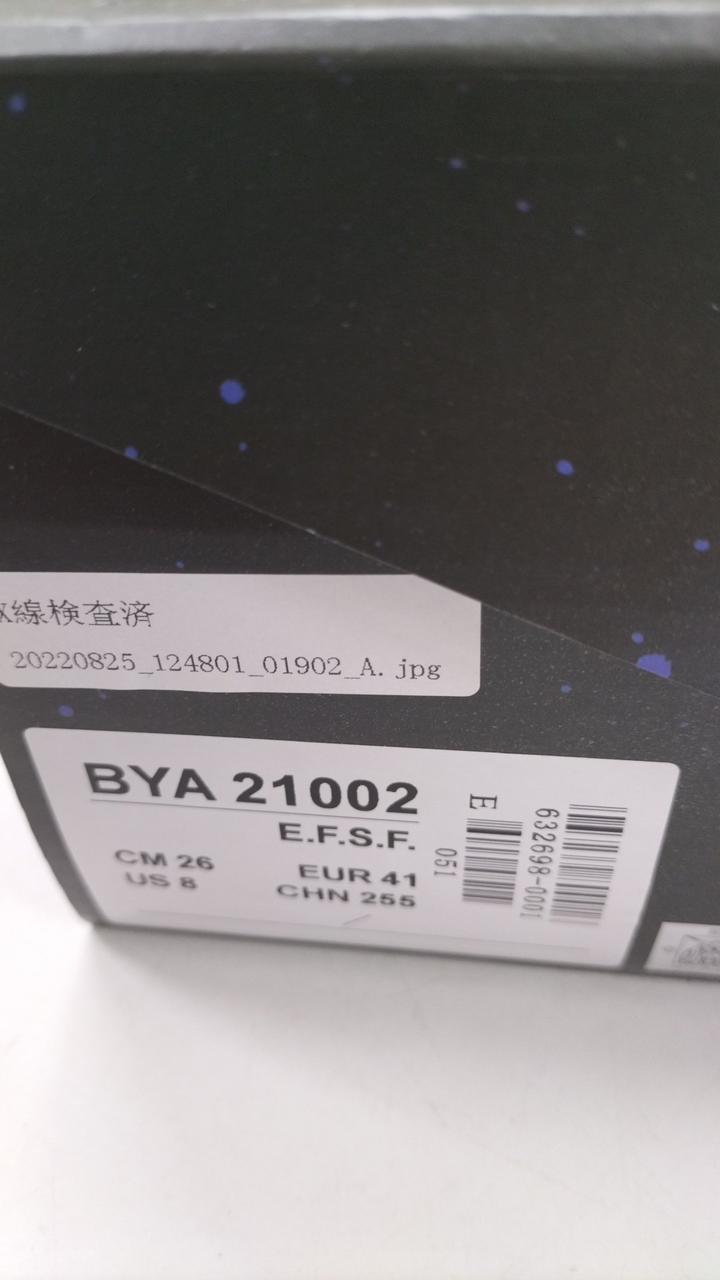 X線検査済
20220825_124801_01902_A.jpg
BYA 21002
E.F.S.F.
CM 26
EUR 41
US 8
CHN 255
E
051
632698-0001